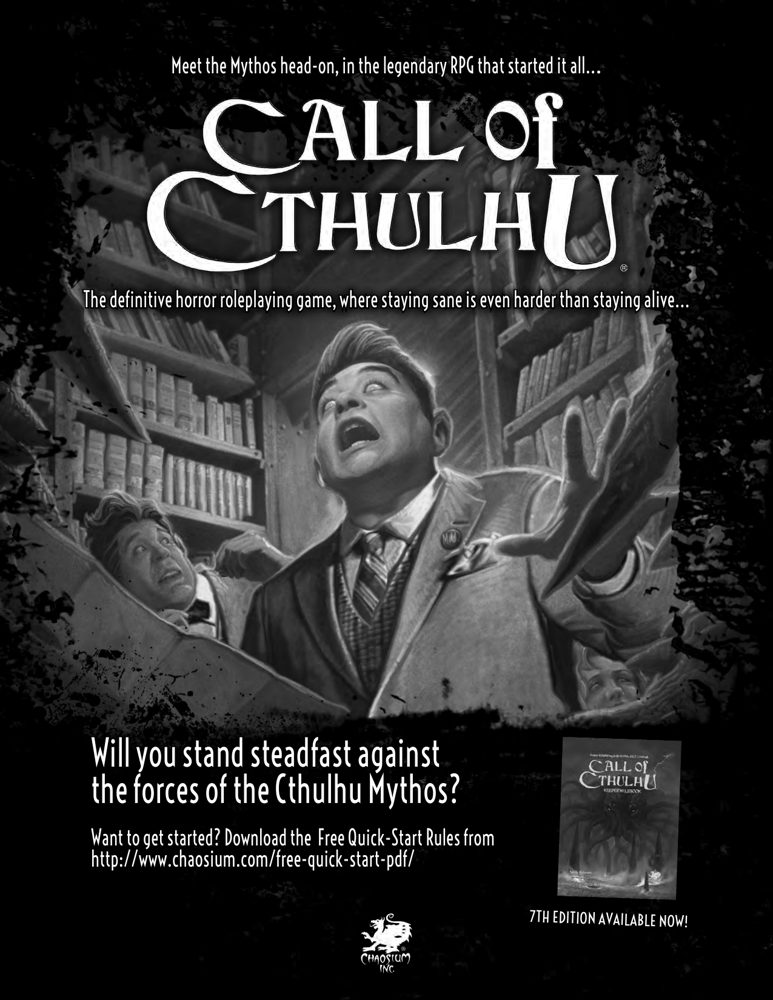 Meet the Mythos head-on, in the legendary RPG that started it all...
CALL Of
CTHULHU®
The definitive horror roleplaying game, where staying sane is even harder than staying alive...
Will you stand steadfast against
the forces of the Cthulhu Mythos?
CALL Of
CTHULHU
KEEPER RULEBOOK
Want to get started? Download the Free Quick-Start Rules from
http://www.chaosium.com/free-quick-start-pdf/
7TH EDITION AVAILABLE NOW!
CHAOSIUM
INC.